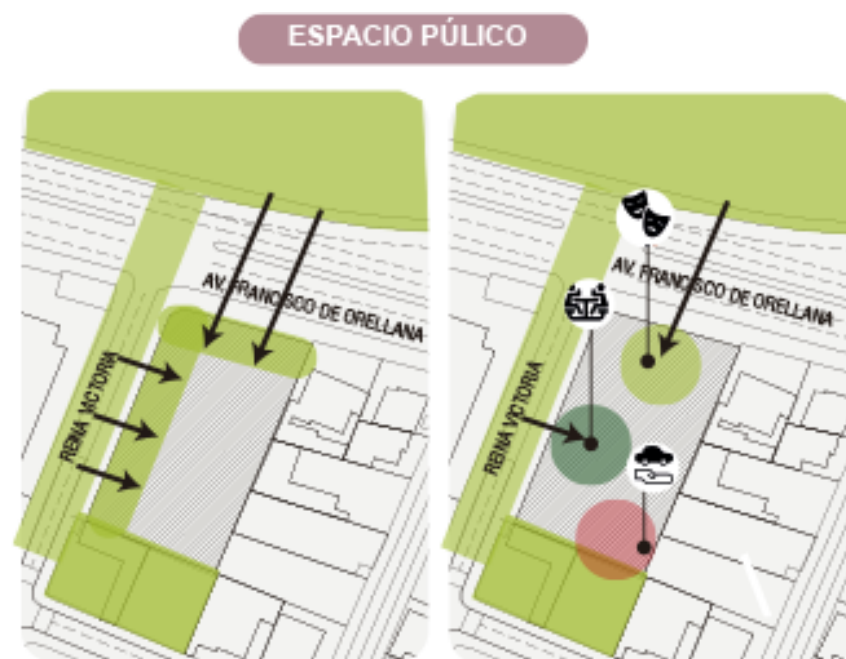 ESPACIO PÚLICO
AV. FRANCISCO DE ORELLANA
REINA VICTORIA
AV. FRANCISCO DE ORELLANA
REINA VICTORIA